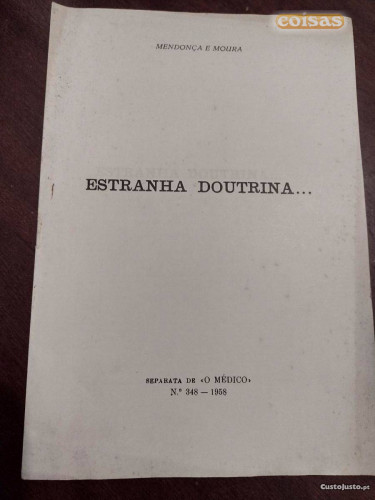 coisas
MENDONÇA E MOURA
ESTRANHA DOUTRINA...
SEPARATA DE «O MÉDICO»
N.º 348 — 1958
CustoJusto.pt